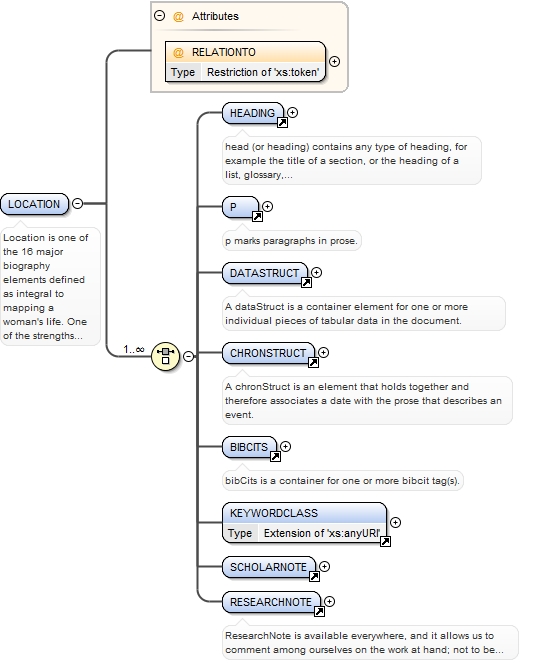 Attributes
@ RELATIONTO
Type Restriction of 'xs:token'
HEADING
head (or heading) contains any type of heading, for
example the title of a section, or the heading of a
list, glossary,...
LOCATION
Location is one of
the 16 major
biography
elements defined
as integral to
mapping a
woman's life. One
of the strengths...
P
p marks paragraphs in prose.
DATASTRUCT
A dataStruct is a container element for one or more
individual pieces of tabular data in the document.
1..∞
CHRONSTRUCT
A chronStruct is an element that holds together and
therefore associates a date with the prose that describes an
event.
BIBCITS
bibCits is a container for one or more bibcit tag(s).
KEYWORDCLASS
Type Extension of 'xs:anyURI'
SCHOLARNOTE
RESEARCHNOTE
ResearchNote is available everywhere, and it allows us to
comment among ourselves on the work at hand; not to be...